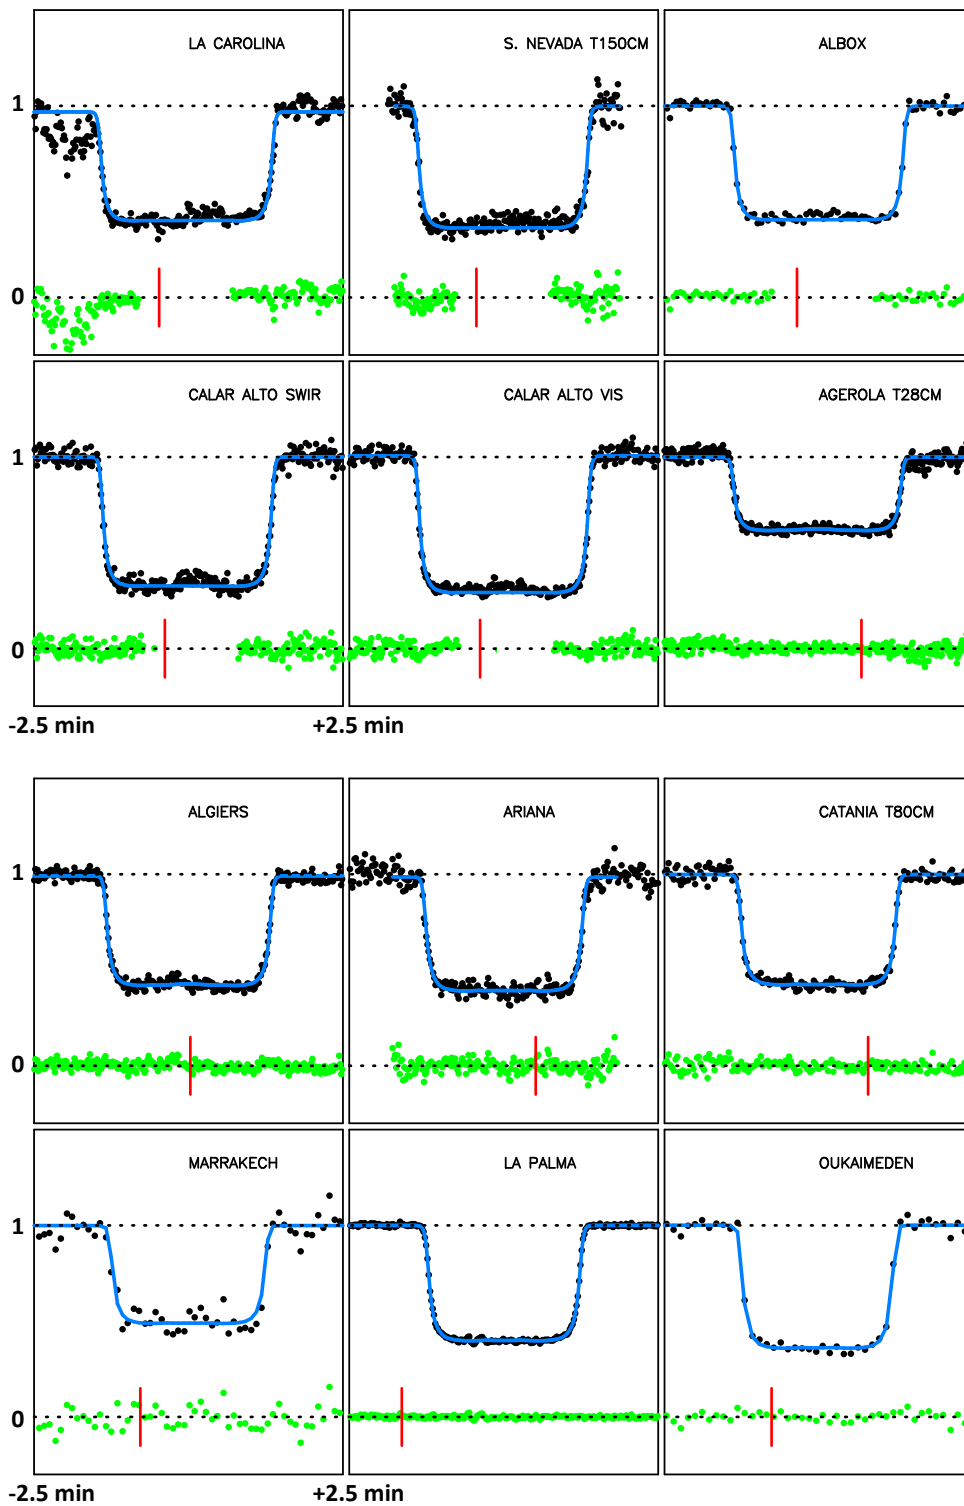 LA CAROLINA
S. NEVADA T150CM
ALBOX
1
0
CALAR ALTO SWIR
CALAR ALTO VIS
AGEROLA T28CM
1
0
-2.5 min
+2.5 min
ALGIERS
ARIANA
CATANIA T80CM
1
0
MARRAKECH
LA PALMA
OUKAIMEDEN
1
0
-2.5 min
+2.5 min